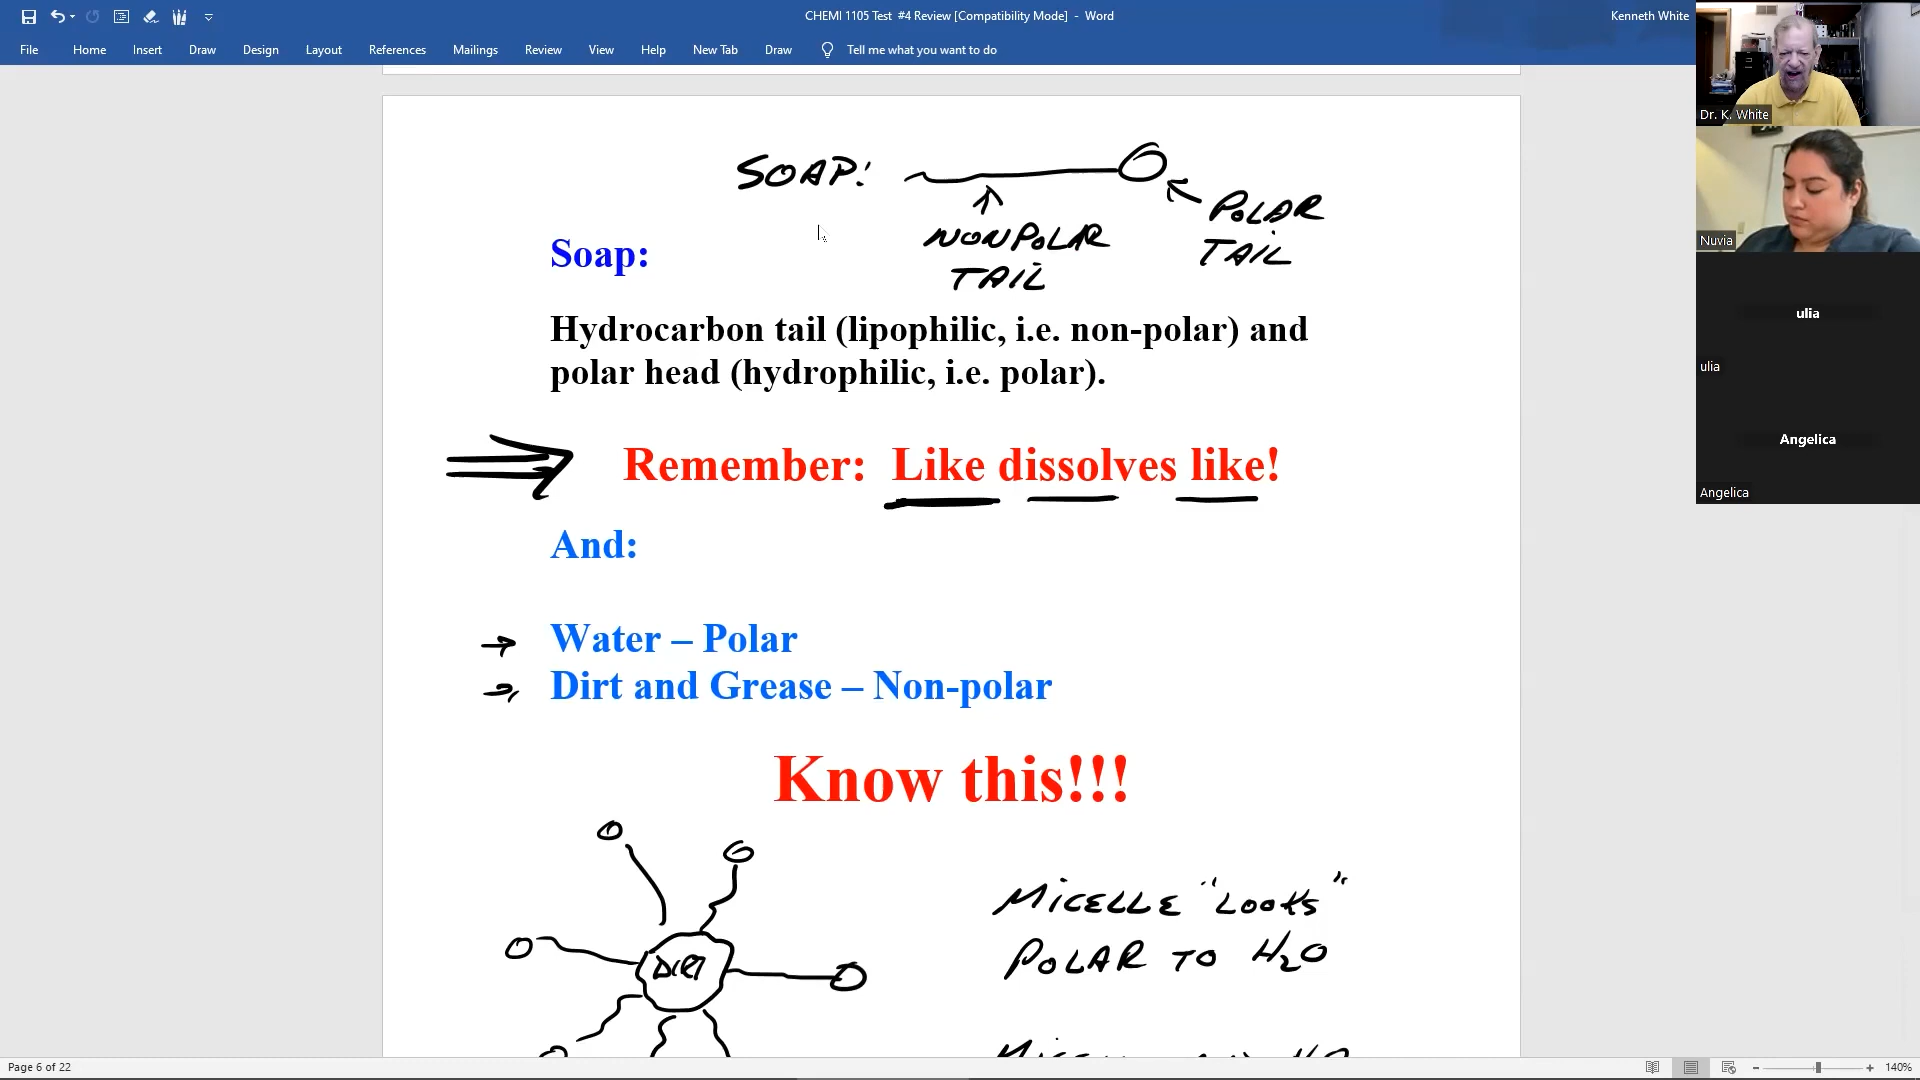 CHEMI 1105 Test #4 Review [Compatibility Mode] - Word
Kenneth White
File Home Insert Draw Design Layout References Mailings Review View Help New Tab Draw Tell me what you want to do
Dr. K. White
Nuvia
ulia
ulia
Angelica
Angelica
SOAP:
NONPOLAR
TAIL
POLAR
TAIL
Soap:
Hydrocarbon tail (lipophilic, i.e. non-polar) and
polar head (hydrophilic, i.e. polar).
Remember: Like dissolves like!
And:
Water – Polar
Dirt and Grease – Non-polar
Know this!!!
DIRT
MICELLE "LOOKS"
POLAR TO H2O
Page 6 of 22
140%